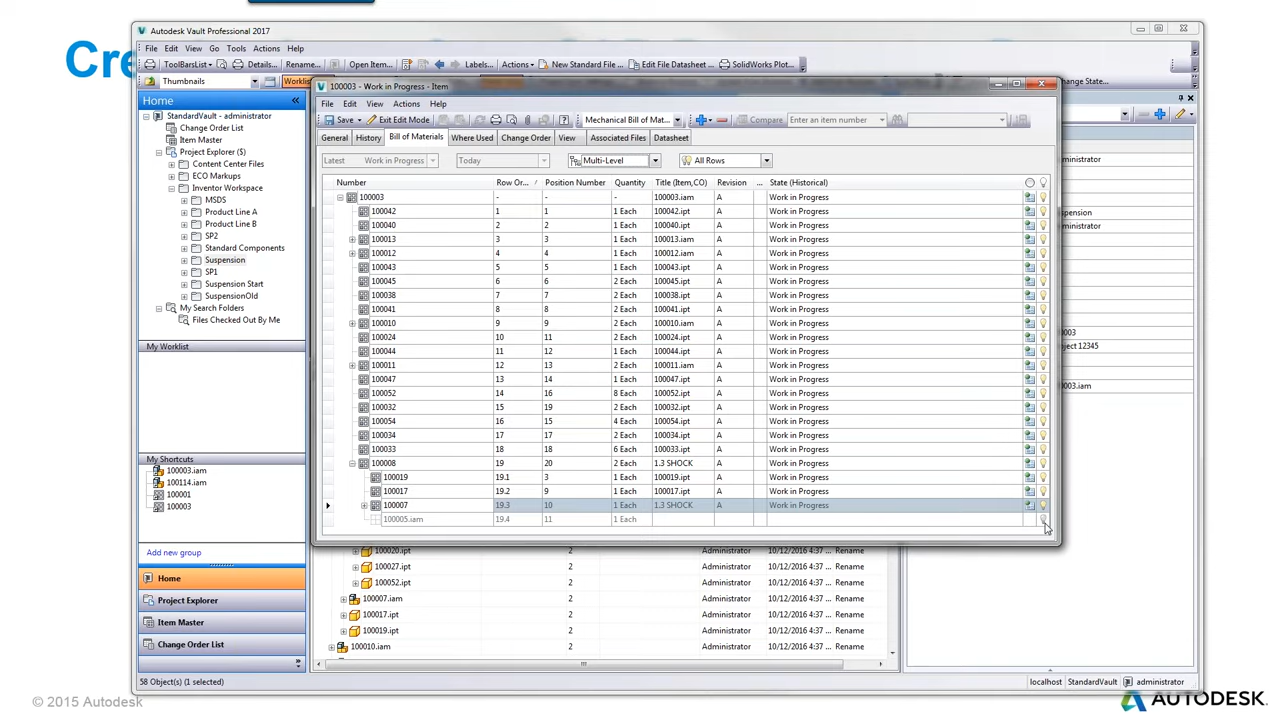 Cre
Autodesk Vault Professional 2017
File Edit View Go Tools Actions Help
ToolBarsList Details... Rename... Open Item... Labels... Actions New Standard File... Edit File Datasheet... SolidWorks Plot...
Thumbnails Worklis hange State...
100003 - Work in Progress - Item
Home
File Edit View Actions Help
StandardVault - administrator
Change Order List
Item Master
Project Explorer ($)
Content Center Files
ECO Markups
Inventor Workspace
MSDS
Product Line A
Product Line B
SP2
Standard Components
Suspension
SP1
Suspension Start
SuspensionOld
My Search Folders
Files Checked Out By Me
My Worklist
My Shortcuts
100003.iam
100114.iam
100001
100003
Add new group
Home
Project Explorer
Item Master
Change Order List
Save Exit Edit Mode Mechanical Bill of Mat... Compare Enter an item number
General History Bill of Materials Where Used Change Order View Associated Files Datasheet
Latest Work in Progress Today Multi-Level All Rows
Number Row Or... Position Number Quantity Title (Item,CO) Revision ... State (Historical)
100003 - - - 100003.iam A Work in Progress
100042 1 1 1 Each 100042.ipt A Work in Progress
100040 2 2 1 Each 100040.ipt A Work in Progress
100013 3 3 1 Each 100013.iam A Work in Progress
100012 4 4 1 Each 100012.iam A Work in Progress
100043 5 5 1 Each 100043.ipt A Work in Progress
100045 6 6 2 Each 100045.ipt A Work in Progress
100038 7 7 2 Each 100038.ipt A Work in Progress
100041 8 8 2 Each 100041.ipt A Work in Progress
100010 9 9 2 Each 100010.iam A Work in Progress
100024 10 11 2 Each 100024.ipt A Work in Progress
100044 11 12 1 Each 100044.ipt A Work in Progress
100011 12 13 2 Each 100011.iam A Work in Progress
100047 13 14 1 Each 100047.ipt A Work in Progress
100052 14 16 8 Each 100052.ipt A Work in Progress
100032 15 19 2 Each 100032.ipt A Work in Progress
100054 16 15 4 Each 100054.ipt A Work in Progress
100034 17 17 2 Each 100034.ipt A Work in Progress
100033 18 18 6 Each 100033.ipt A Work in Progress
100008 19 20 2 Each 1.3 SHOCK A Work in Progress
100019 19.1 3 1 Each 100019.ipt A Work in Progress
100017 19.2 9 1 Each 100017.ipt A Work in Progress
100007 19.3 10 1 Each 1.3 SHOCK A Work in Progress
100005.iam 19.4 11 1 Each
dministrator
spension
dministrator
0003
oject 12345
0003.iam
100020.ipt 2 Administrator 10/12/2016 4:37 ... Rename
100027.ipt 2 Administrator 10/12/2016 4:37 ... Rename
100052.ipt 2 Administrator 10/12/2016 4:37 ... Rename
100007.iam 2 Administrator 10/12/2016 4:37 ... Rename
100017.ipt 2 Administrator 10/12/2016 4:37 ... Rename
100019.ipt 2 Administrator 10/12/2016 4:37 ... Rename
100010.iam 2 Administrator 10/12/2016 4:37 ... Rename
58 Object(s) (1 selected) localhost StandardVault administrator
© 2015 Autodesk
AUTODESK.